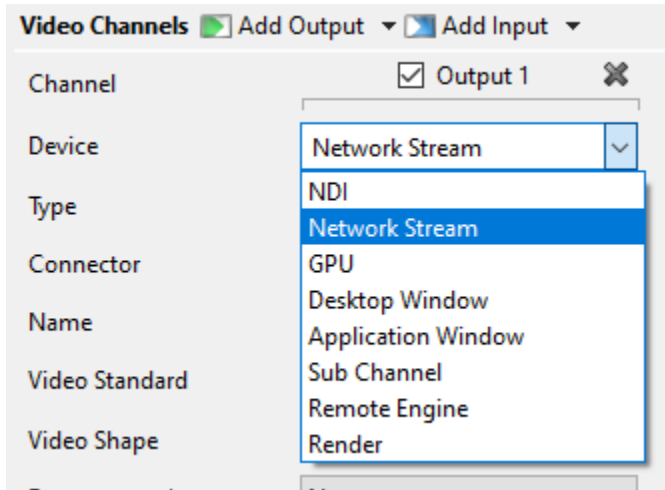 Video Channels Add Output Add Input
Channel Output 1
Device Network Stream
NDI
Type
Network Stream
Connector GPU
Desktop Window
Name Application Window
Video Standard Sub Channel
Remote Engine
Video Shape Render